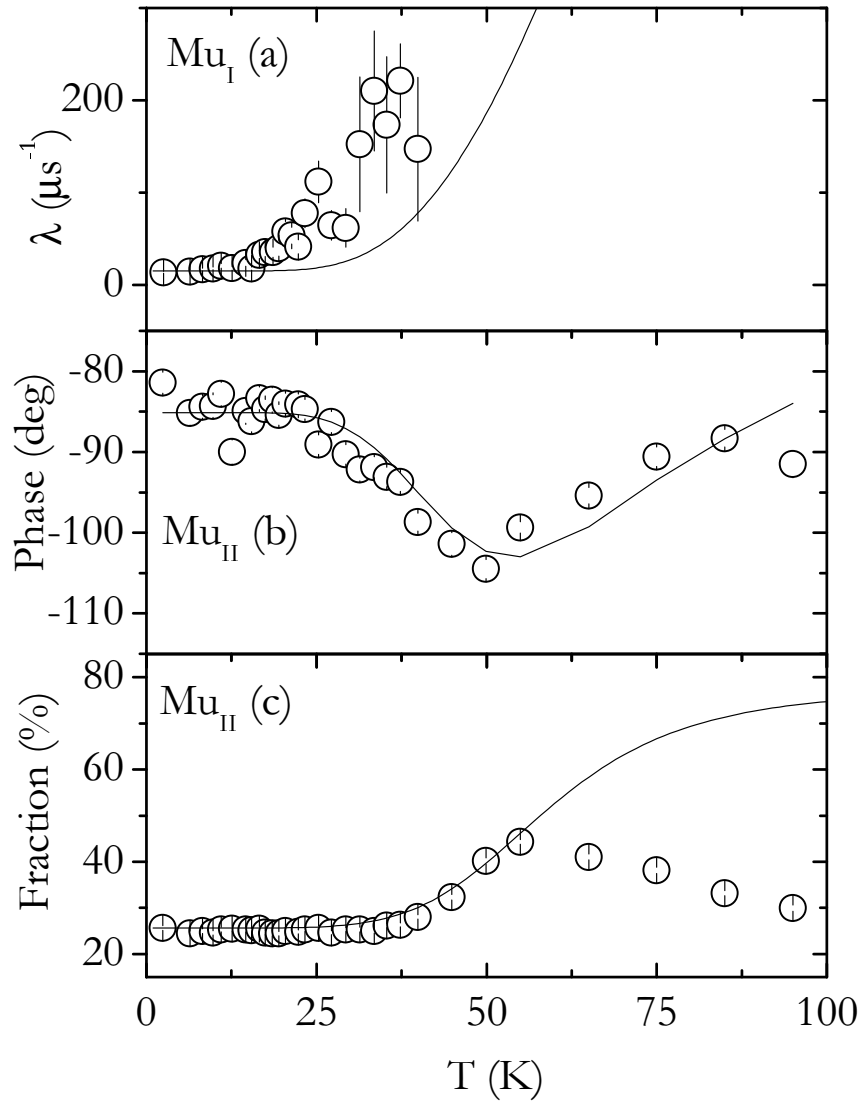 Mu_I (a)
200
0
λ (μs⁻¹)
-80
-90
-100
-110
Phase (deg)
Mu_II (b)
80
60
40
20
Fraction (%)
Mu_II (c)
0 25 50 75 100
T (K)